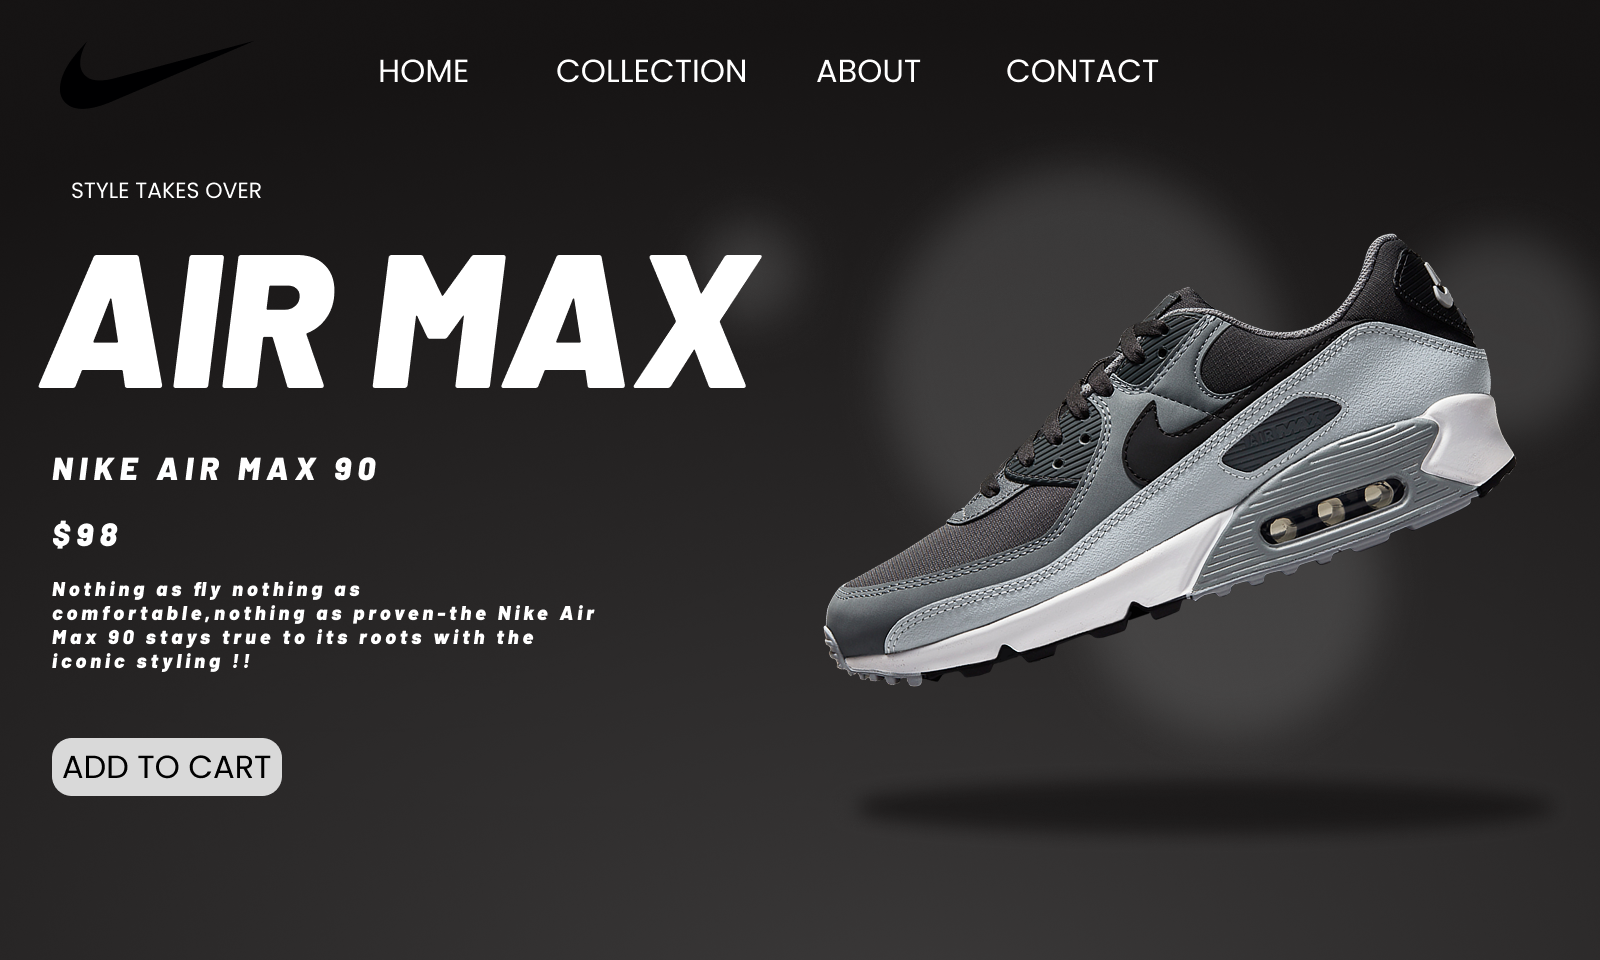 HOME COLLECTION ABOUT CONTACT
STYLE TAKES OVER
AIR MAX
NIKE AIR MAX 90
$98
Nothing as fly nothing as
comfortable,nothing as proven-the Nike Air
Max 90 stays true to its roots with the
iconic styling !!
ADD TO CART
AIR MAX